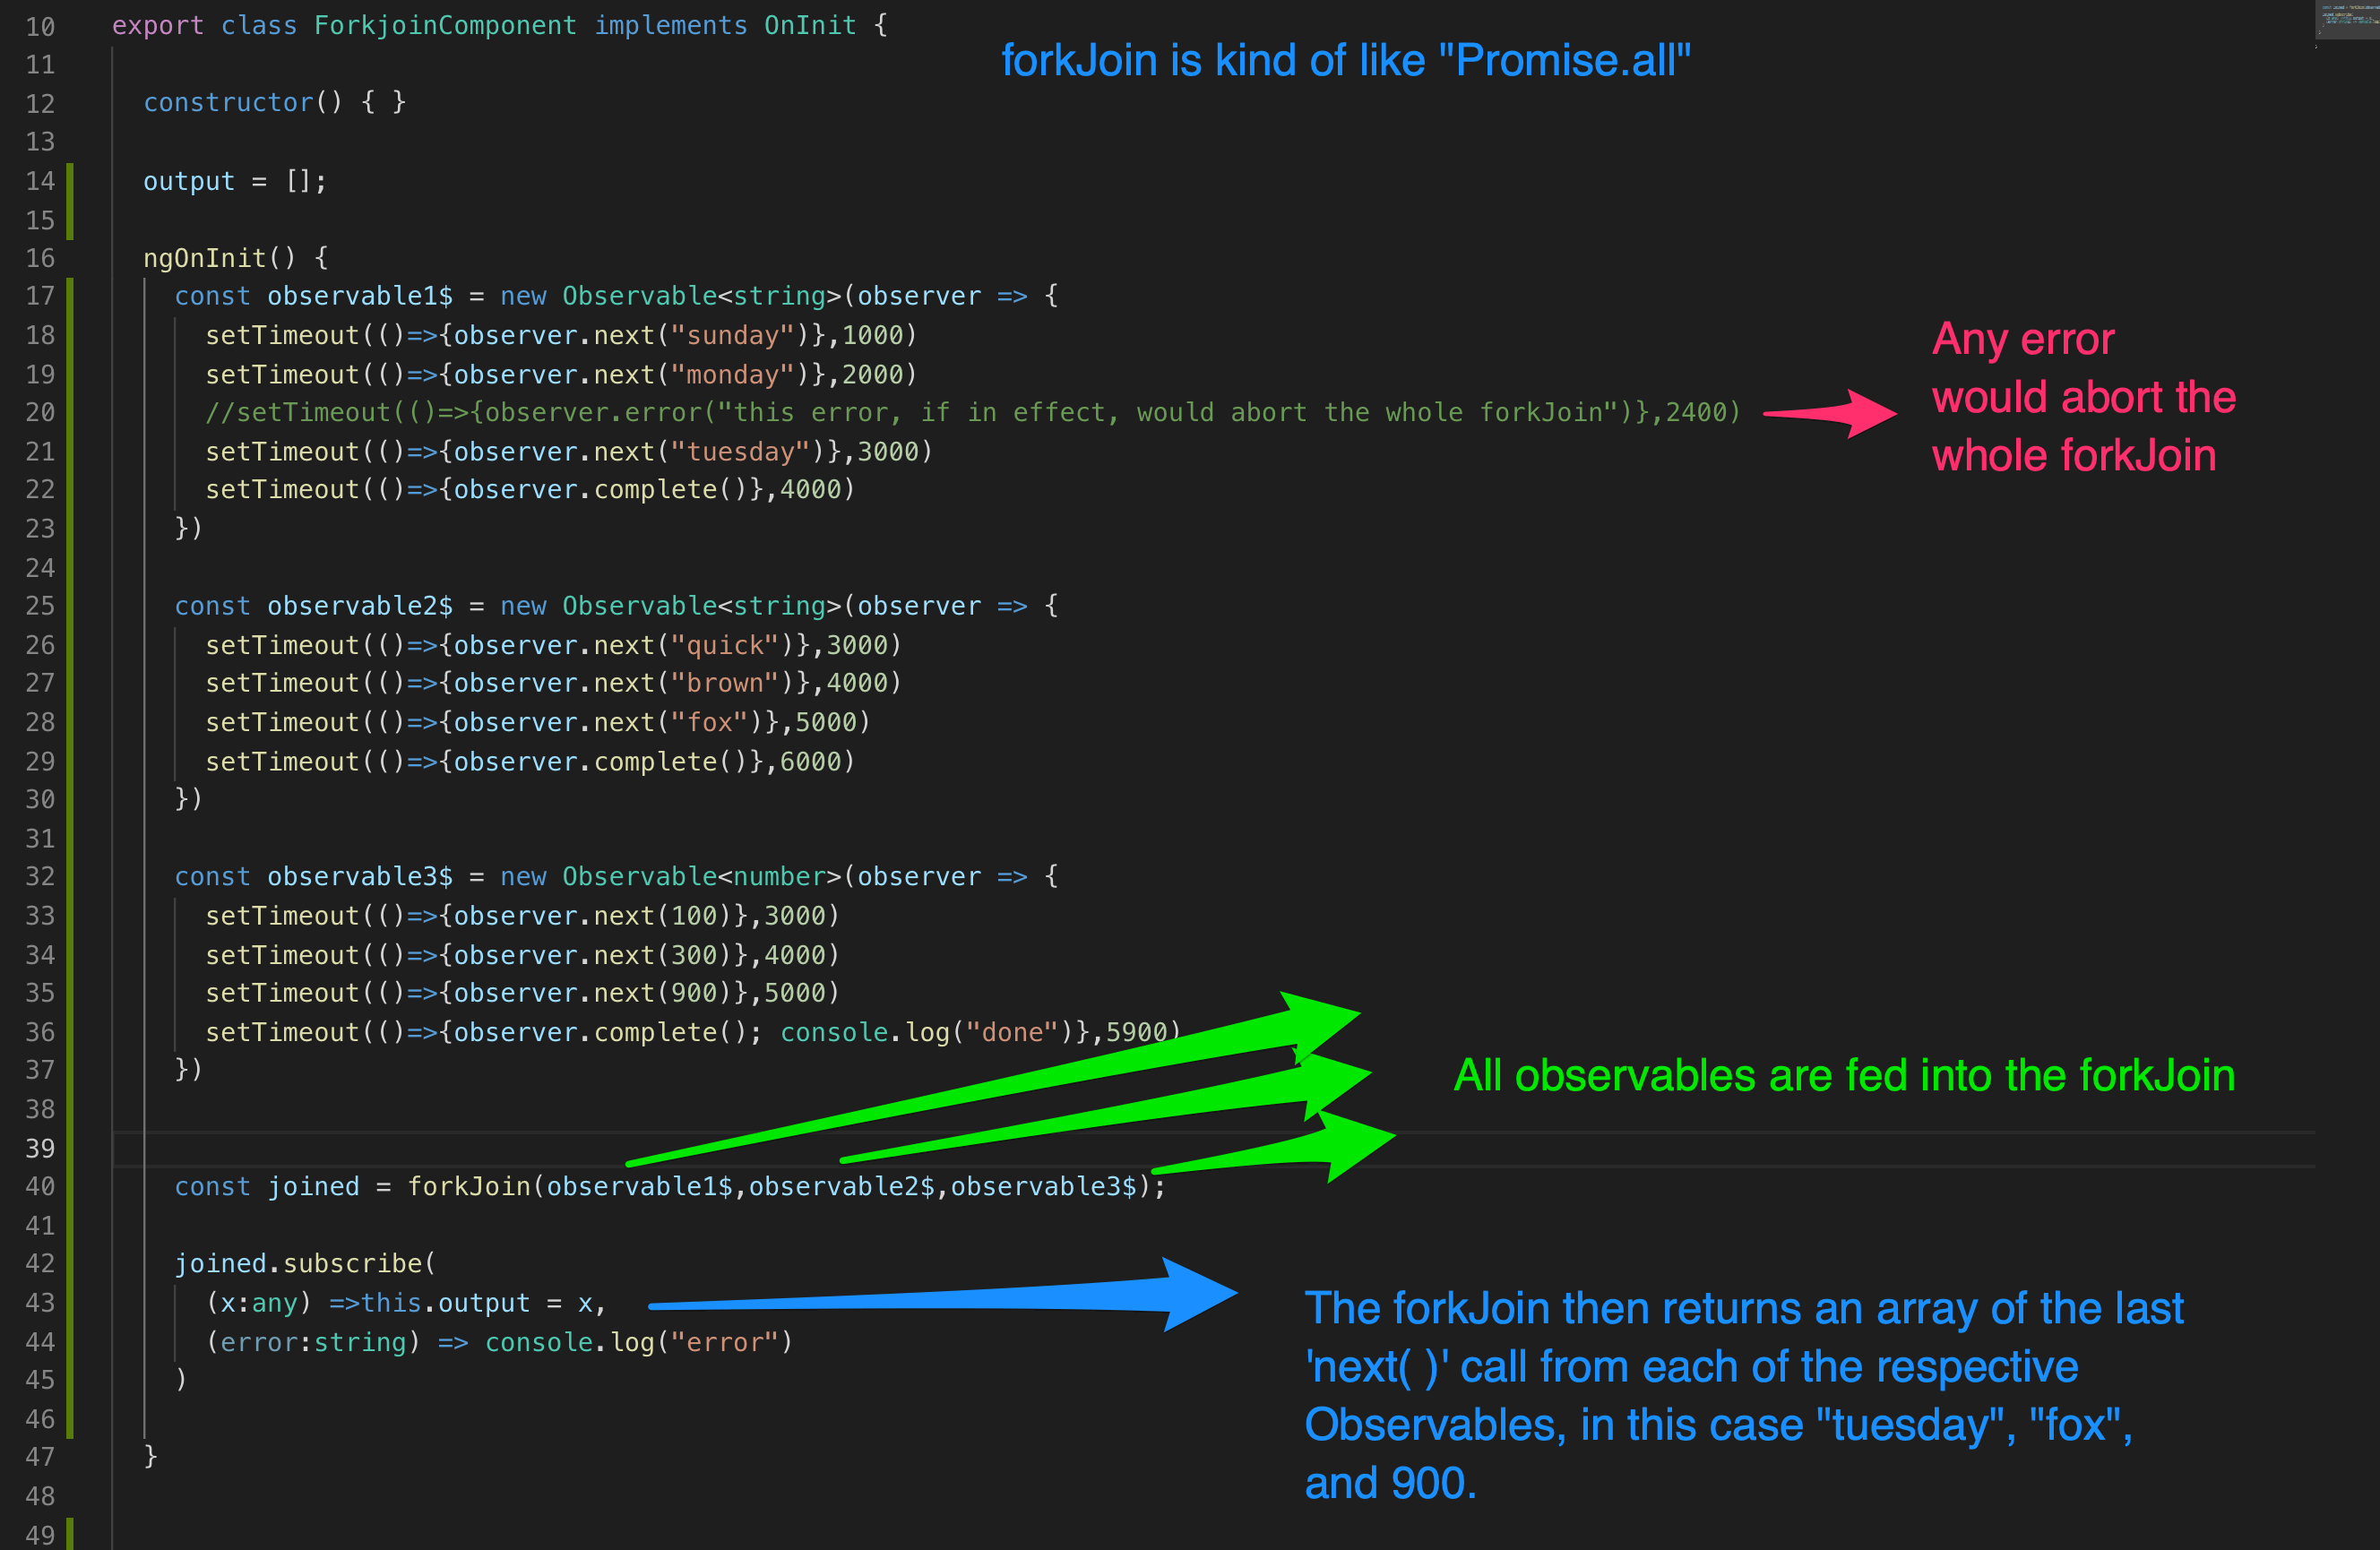 10 export class ForkjoinComponent implements OnInit {
forkJoin is kind of like "Promise.all"
11
12 constructor() { }
13
14 output = [];
15
16 ngOnInit() {
17 const observable1$ = new Observable<string>(observer => {
18 setTimeout(()=>{observer.next("sunday")},1000)
19 setTimeout(()=>{observer.next("monday")},2000)
20 //setTimeout(()=>{observer.error("this error, if in effect, would abort the whole forkJoin")},2400)
21 setTimeout(()=>{observer.next("tuesday")},3000)
22 setTimeout(()=>{observer.complete()},4000)
23 })
Any error
would abort the
whole forkJoin
24
25 const observable2$ = new Observable<string>(observer => {
26 setTimeout(()=>{observer.next("quick")},3000)
27 setTimeout(()=>{observer.next("brown")},4000)
28 setTimeout(()=>{observer.next("fox")},5000)
29 setTimeout(()=>{observer.complete()},6000)
30 })
31
32 const observable3$ = new Observable<number>(observer => {
33 setTimeout(()=>{observer.next(100)},3000)
34 setTimeout(()=>{observer.next(300)},4000)
35 setTimeout(()=>{observer.next(900)},5000)
36 setTimeout(()=>{observer.complete(); console.log("done")},5900)
37 })
All observables are fed into the forkJoin
38
39
40 const joined = forkJoin(observable1$,observable2$,observable3$);
41
42 joined.subscribe(
43 (x:any) =>this.output = x,
44 (error:string) => console.log("error")
45 )
46
47 }
48
49
The forkJoin then returns an array of the last
'next( )' call from each of the respective
Observables, in this case "tuesday", "fox",
and 900.